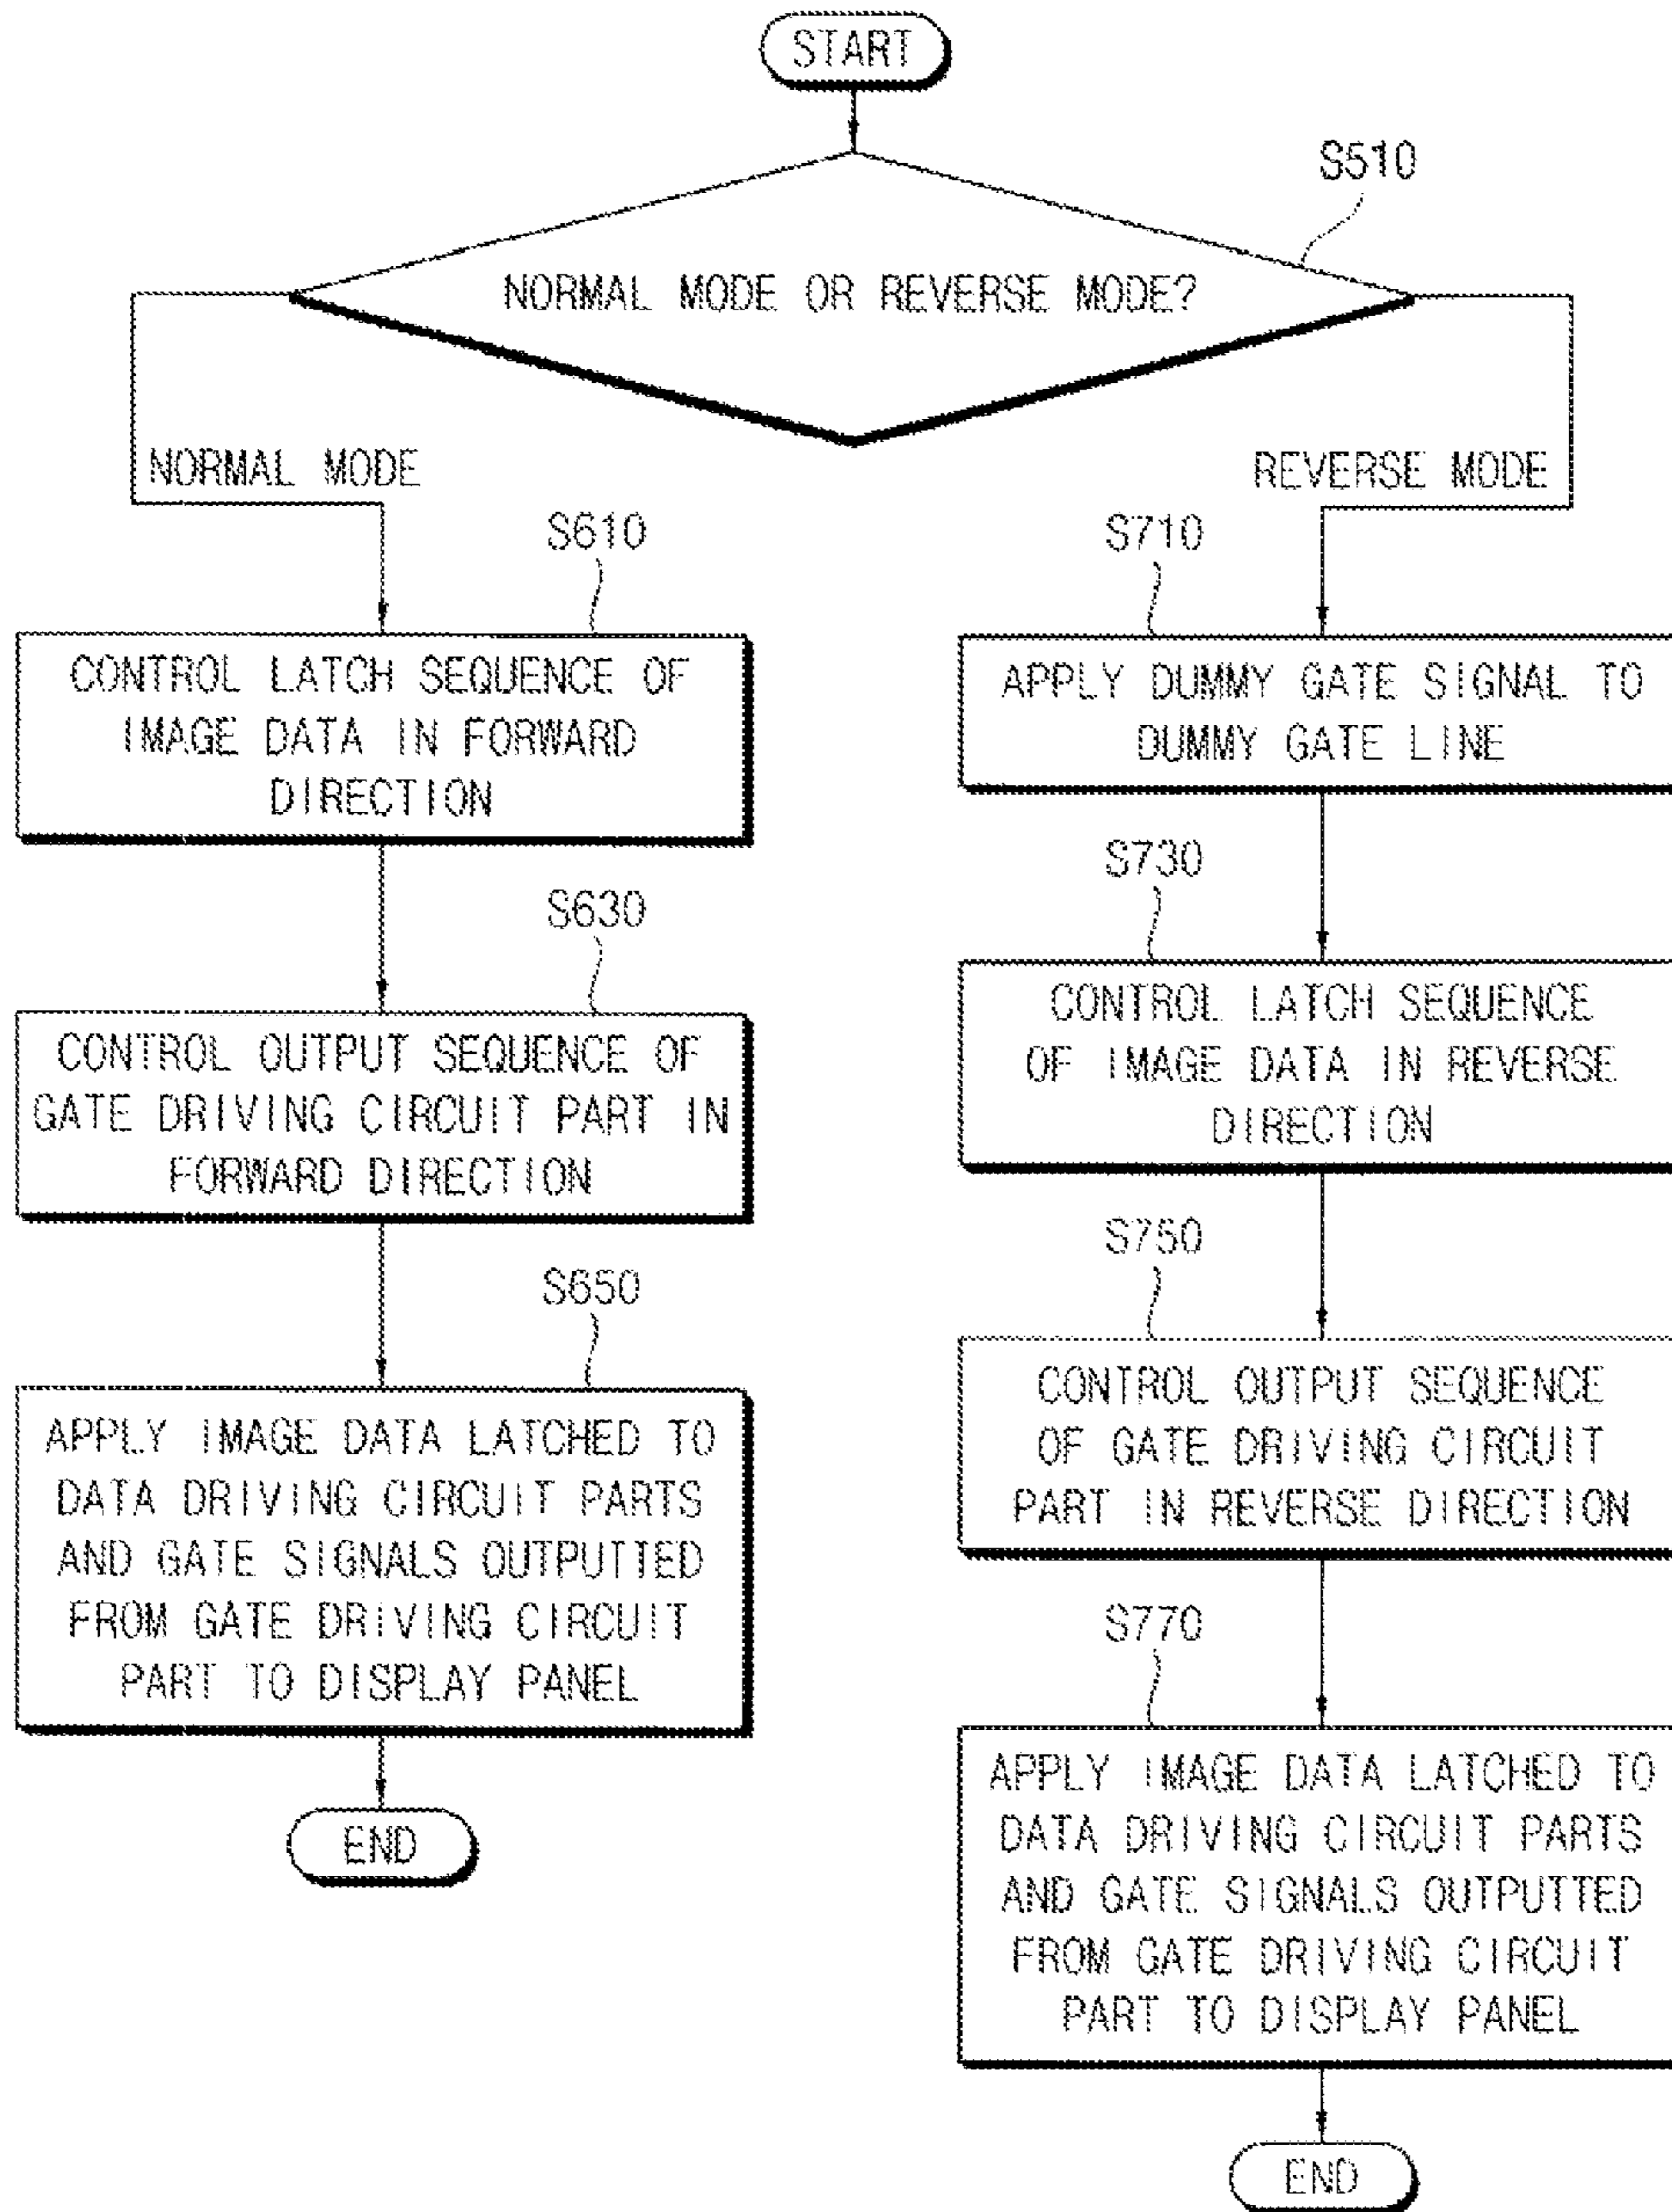 START
S510
NORMAL MODE OR REVERSE MODE?
NORMAL MODE
S610
CONTROL LATCH SEQUENCE OF
IMAGE DATA IN FORWARD
DIRECTION
S630
CONTROL OUTPUT SEQUENCE OF
GATE DRIVING CIRCUIT PART IN
FORWARD DIRECTION
S650
APPLY IMAGE DATA LATCHED TO
DATA DRIVING CIRCUIT PARTS
AND GATE SIGNALS OUTPUTTED
FROM GATE DRIVING CIRCUIT
PART TO DISPLAY PANEL
END
REVERSE MODE
S710
APPLY DUMMY GATE SIGNAL TO
DUMMY GATE LINE
S730
CONTROL LATCH SEQUENCE
OF IMAGE DATA IN REVERSE
DIRECTION
S750
CONTROL OUTPUT SEQUENCE
OF GATE DRIVING CIRCUIT
PART IN REVERSE DIRECTION
S770
APPLY IMAGE DATA LATCHED TO
DATA DRIVING CIRCUIT PARTS
AND GATE SIGNALS OUTPUTTED
FROM GATE DRIVING CIRCUIT
PART TO DISPLAY PANEL
END